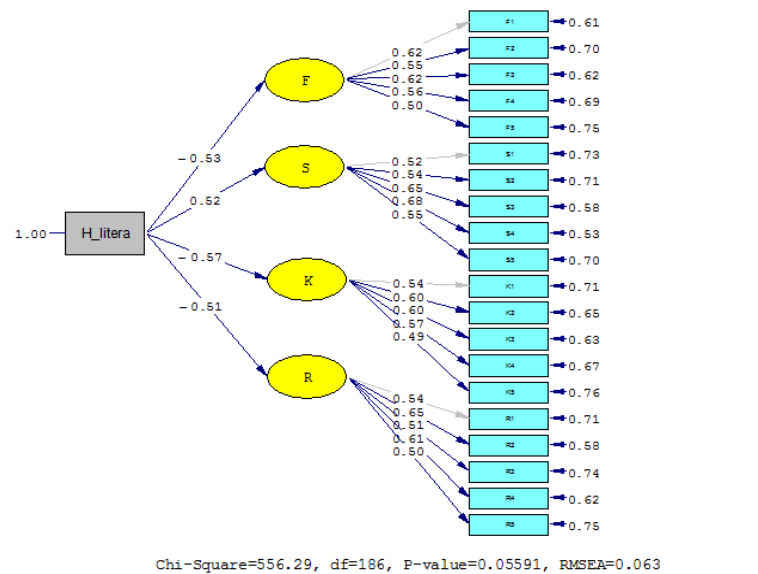 F1
0.61
0.62
F2
0.70
0.55
F
F3
0.62
0.62
0.56
F4
0.69
0.50
F5
0.75
-0.53
0.52
S1
0.73
0.54
S
S2
0.71
0.65
0.52
S3
0.58
0.68
0.55
S4
0.53
1.00
H_litera
S5
0.70
-0.57
K
0.54
K1
0.71
0.60
0.60
K2
0.65
-0.51
0.57
0.49
K3
0.63
K4
0.67
R
K5
0.76
0.54
0.65
R1
0.71
0.51
0.61
R2
0.58
0.50
R3
0.74
R4
0.62
R5
0.75
Chi-Square=556.29, df=186, P-value=0.05591, RMSEA=0.063